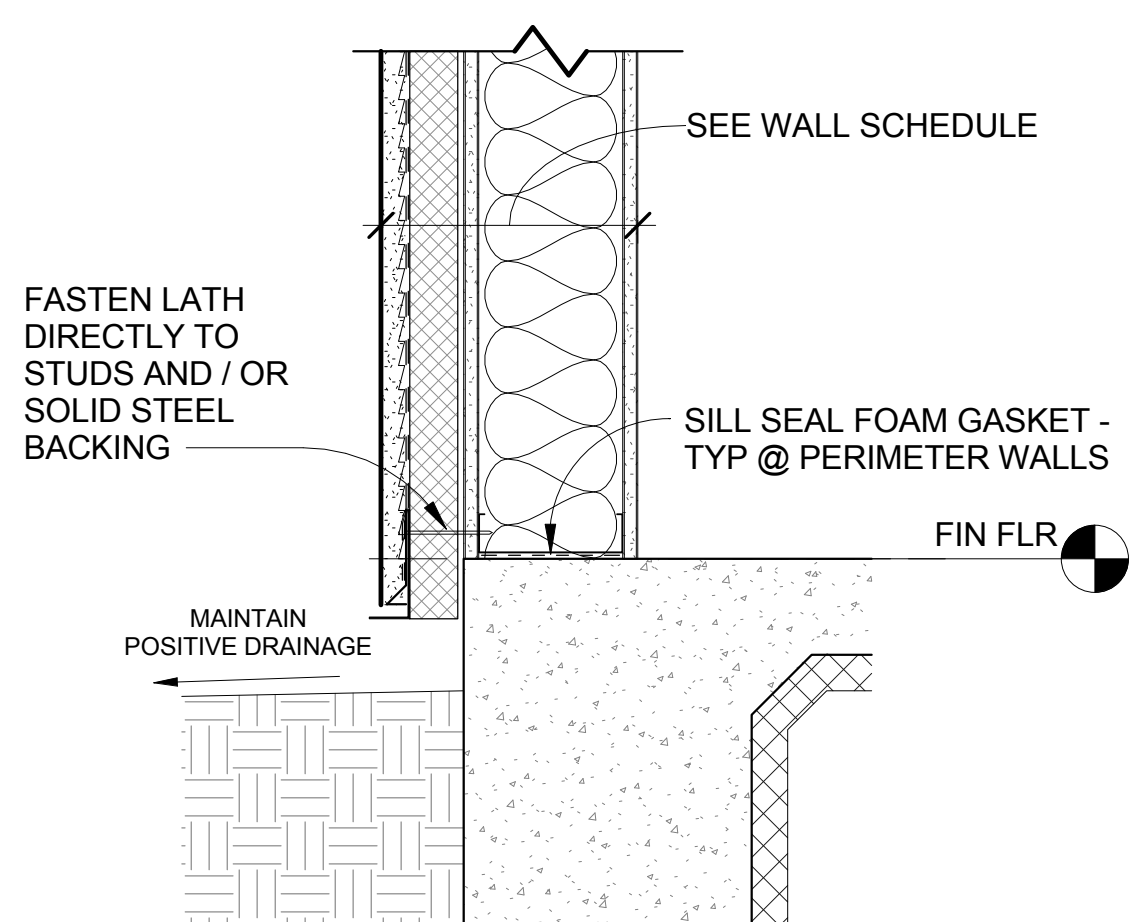 SEE WALL SCHEDULE
FASTEN LATH
DIRECTLY TO
STUDS AND / OR
SOLID STEEL
BACKING
SILL SEAL FOAM GASKET -
TYP @ PERIMETER WALLS
FIN FLR
MAINTAIN
POSITIVE DRAINAGE